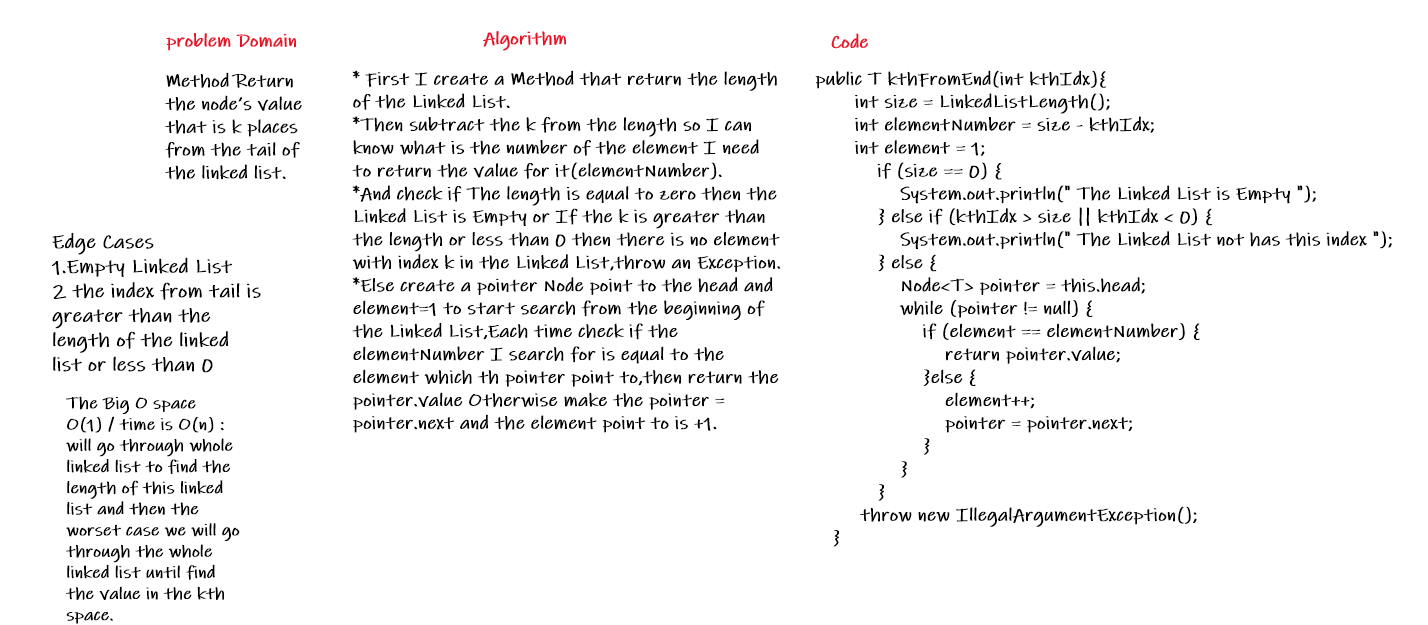 problem Domain
Method Return
the node's value
that is k places
from the tail of
the linked list.
Edge Cases
1.Empty Linked List
2 the index from tail is
greater than the
length of the linked
list or less than 0
The Big O space
O(1) / time is O(n) :
will go through whole
linked list to find the
length of this linked
list and then the
worset case we will go
through the whole
linked list until find
the value in the kth
space.
Algorithm
* First I create a Method that return the length
of the Linked List.
*Then subtract the k from the length so I can
know what is the number of the element I need
to return the value for it(elementNumber).
*And check if The length is equal to zero then the
Linked List is Empty or If the k is greater than
the length or less than 0 then there is no element
with index k in the Linked List,throw an Exception.
*Else create a pointer Node point to the head and
element=1 to start search from the beginning of
the Linked List,Each time check if the
elementNumber I search for is equal to the
element which th pointer point to,then return the
pointer.value Otherwise make the pointer =
pointer.next and the element point to is +1.
Code
public T kthFromEnd(int kthIdx){
int size = LinkedListLength();
int elementNumber = size - kthIdx;
int element = 1;
if (size == 0) {
System.out.println(" The Linked List is Empty ");
} else if (kthIdx > size || kthIdx < 0) {
System.out.println(" The Linked List not has this index ");
} else {
Node<T> pointer = this.head;
while (pointer != null) {
if (element == elementNumber) {
return pointer.value;
}else {
element++;
pointer = pointer.next;
}
}
}
throw new IllegalArgumentException();
}